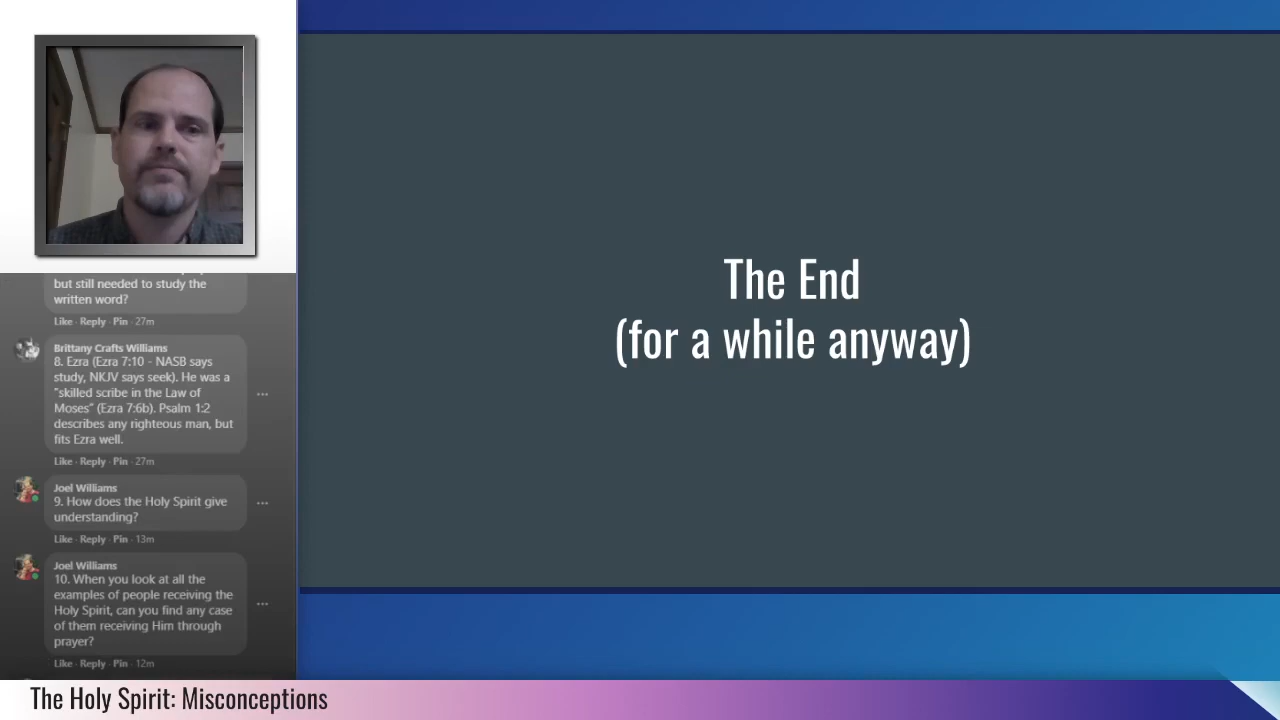 but still needed to study the
written word?
Like · Reply · Pin · 27m
Brittany Crafts Williams
8. Ezra (Ezra 7:10 - NASB says
study, NKJV says seek). He was a
"skilled scribe in the Law of
Moses" (Ezra 7:6b). Psalm 1:2
describes any righteous man, but
fits Ezra well.
Like · Reply · Pin · 27m
Joel Williams
9. How does the Holy Spirit give
understanding?
Like · Reply · Pin · 13m
Joel Williams
10. When you look at all the
examples of people receiving the
Holy Spirit, can you find any case
of them receiving Him through
prayer?
Like · Reply · Pin · 12m
The End
(for a while anyway)
The Holy Spirit: Misconceptions